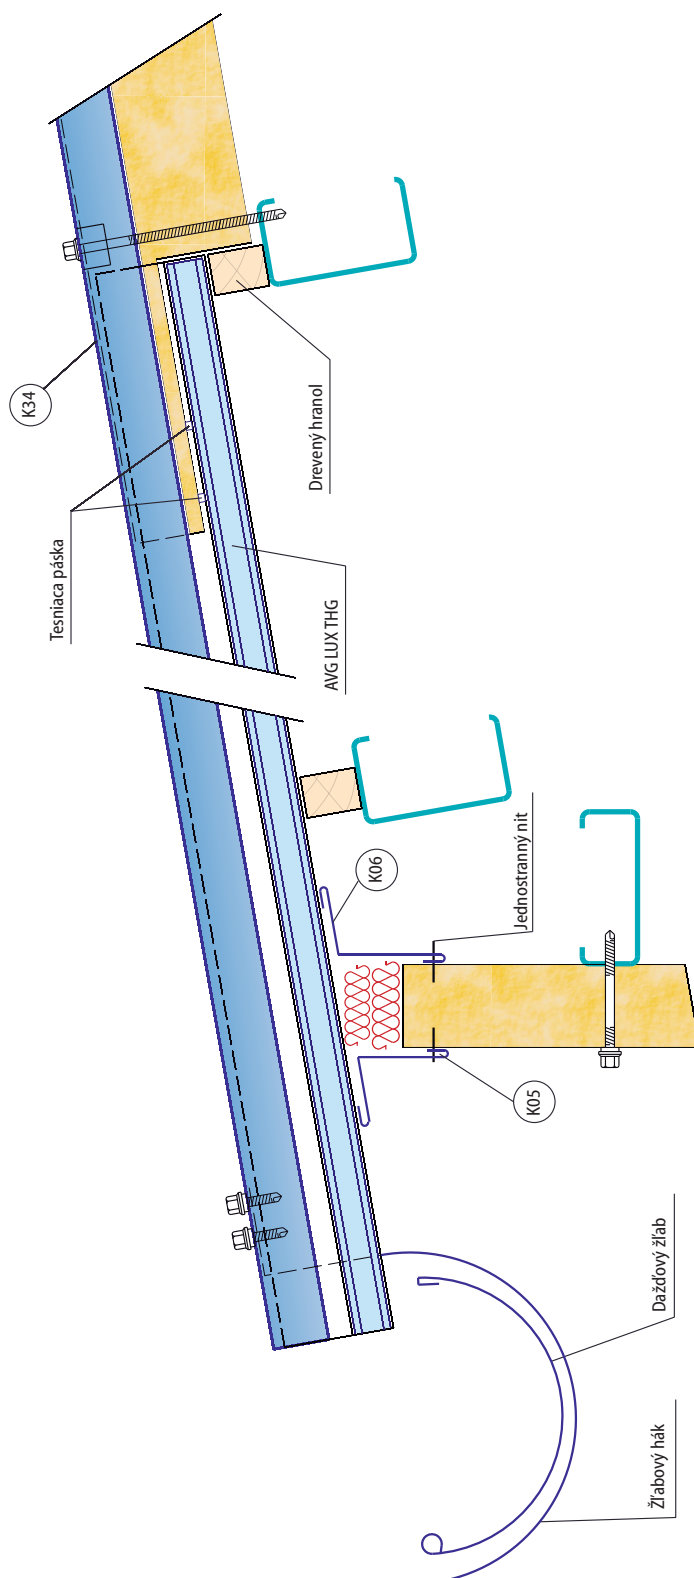 K34
Tesniaca páska
Drevený hranol
AVG LUX THG
K06
Jednostranný nit
K05
Dažďový žľab
Žľabový hák